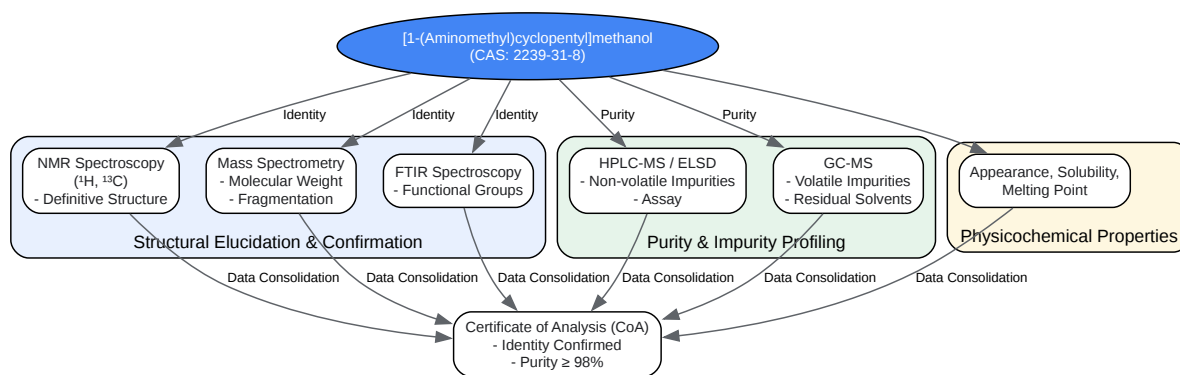 [1-(Aminomethyl)cyclopentyl]methanol
(CAS: 2239-31-8)
Identity
Identity
Identity
Purity
Purity
NMR Spectroscopy
(¹H, ¹³C)
- Definitive Structure
Mass Spectrometry
- Molecular Weight
- Fragmentation
FTIR Spectroscopy
- Functional Groups
Structural Elucidation & Confirmation
HPLC-MS / ELSD
- Non-volatile Impurities
- Assay
GC-MS
- Volatile Impurities
- Residual Solvents
Purity & Impurity Profiling
Appearance, Solubility,
Melting Point
Physicochemical Properties
Data Consolidation
Data Consolidation
Data Consolidation
Data Consolidation
Data Consolidation
Data Consolidation
Certificate of Analysis (CoA)
- Identity Confirmed
- Purity ≥ 98%